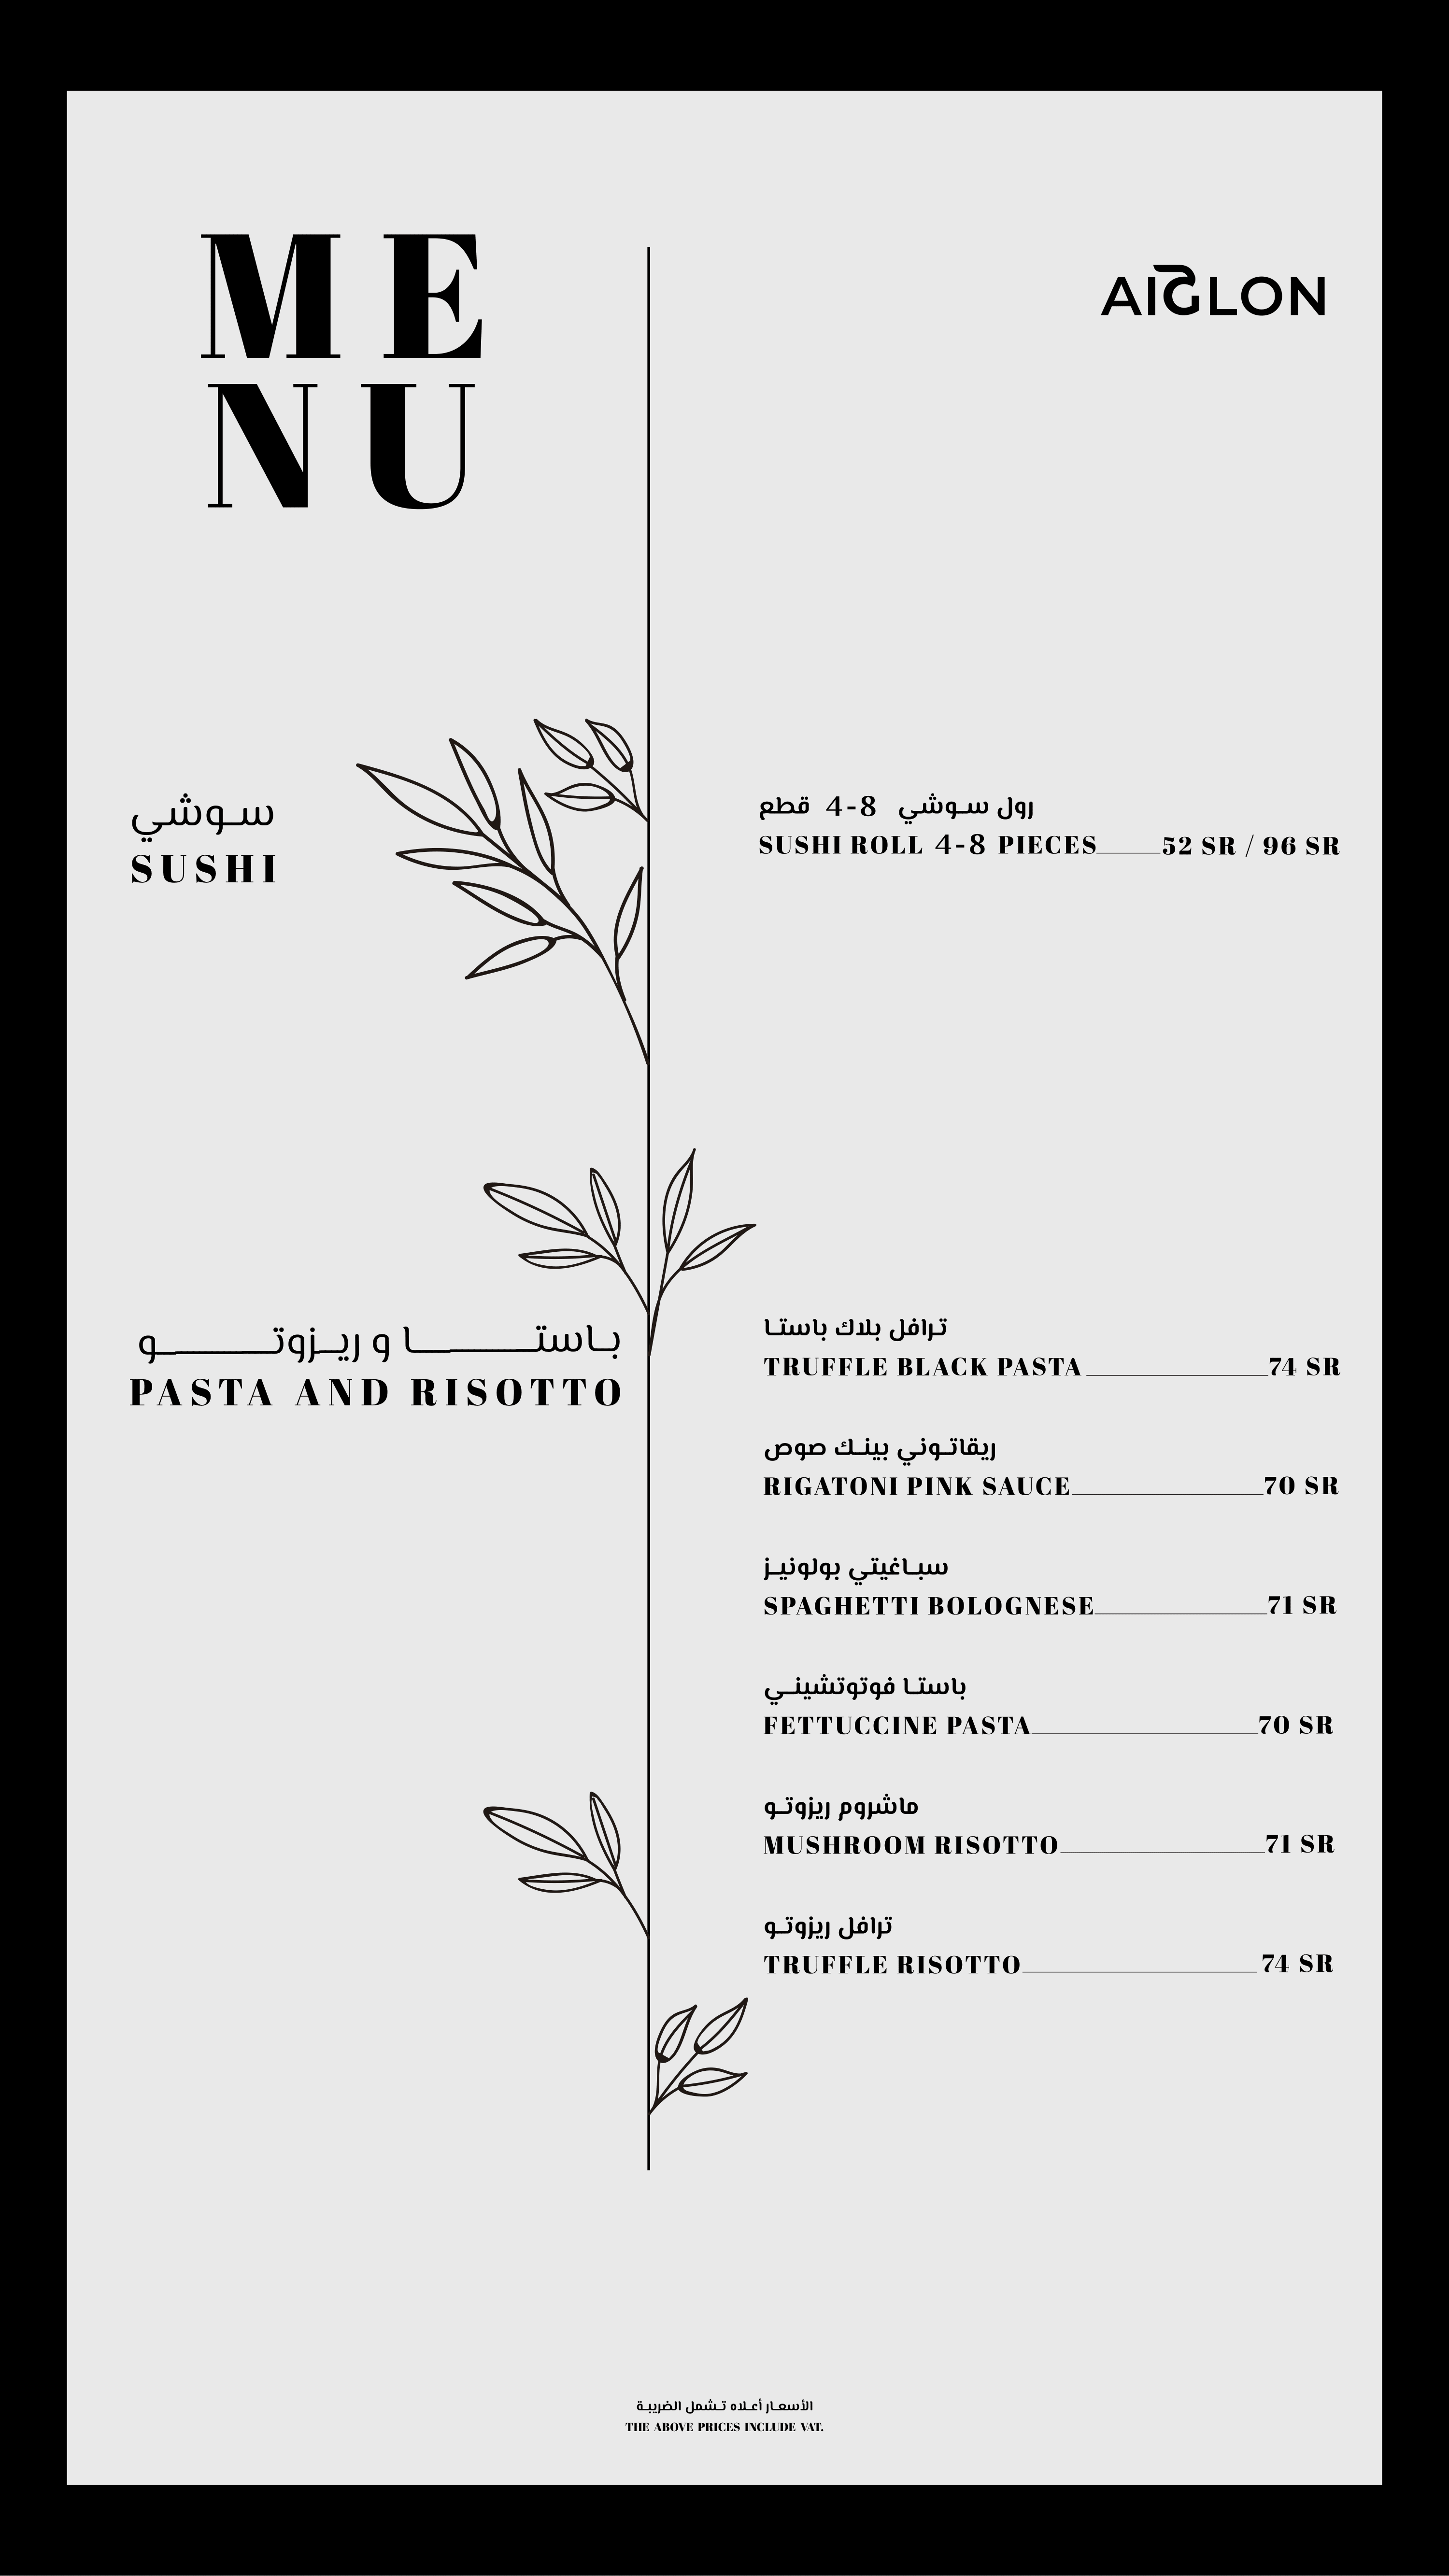 ME
NU
AIGLON
سوشي
SUSHI
رول سوشي 4-8 قطع
SUSHI ROLL 4-8 PIECES 52 SR / 96 SR
باستا و ريزوتو
PASTA AND RISOTTO
ترافل بلاك باستا
TRUFFLE BLACK PASTA 74 SR
ريقاتوني بينك صوص
RIGATONI PINK SAUCE 70 SR
سباغيتي بولونيز
SPAGHETTI BOLOGNESE 71 SR
باستا فوتوتشيني
FETTUCCINE PASTA 70 SR
ماشروم ريزوتو
MUSHROOM RISOTTO 71 SR
ترافل ريزوتو
TRUFFLE RISOTTO 74 SR
الأسعار أعلاه تشمل الضريبة
THE ABOVE PRICES INCLUDE VAT.